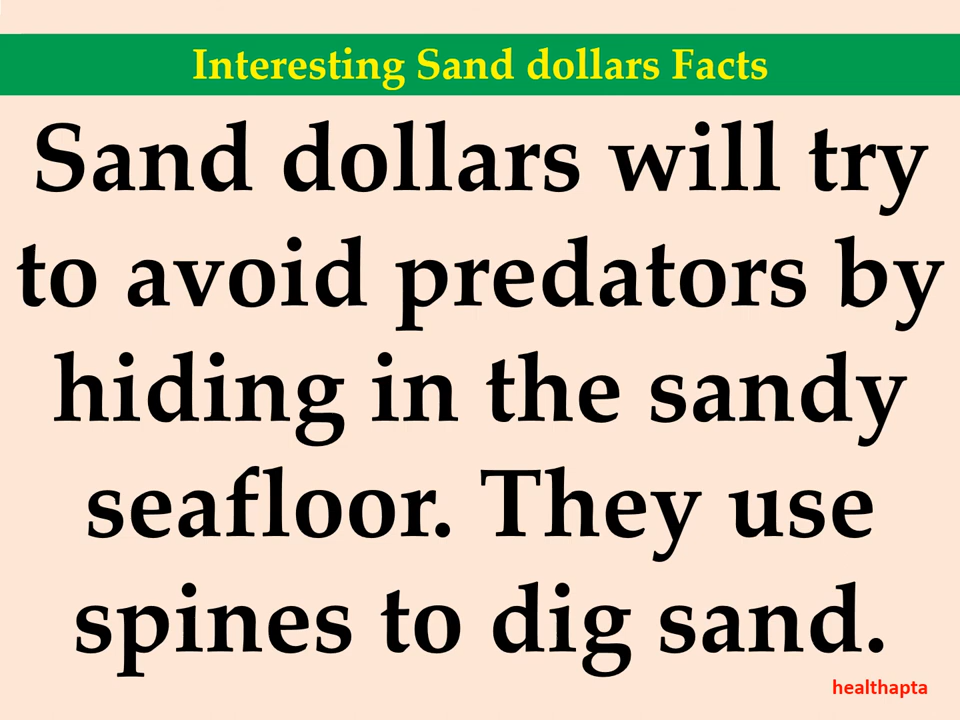 Interesting Sand dollars Facts
Sand dollars will try
to avoid predators by
hiding in the sandy
seafloor. They use
spines to dig sand.
healthapta